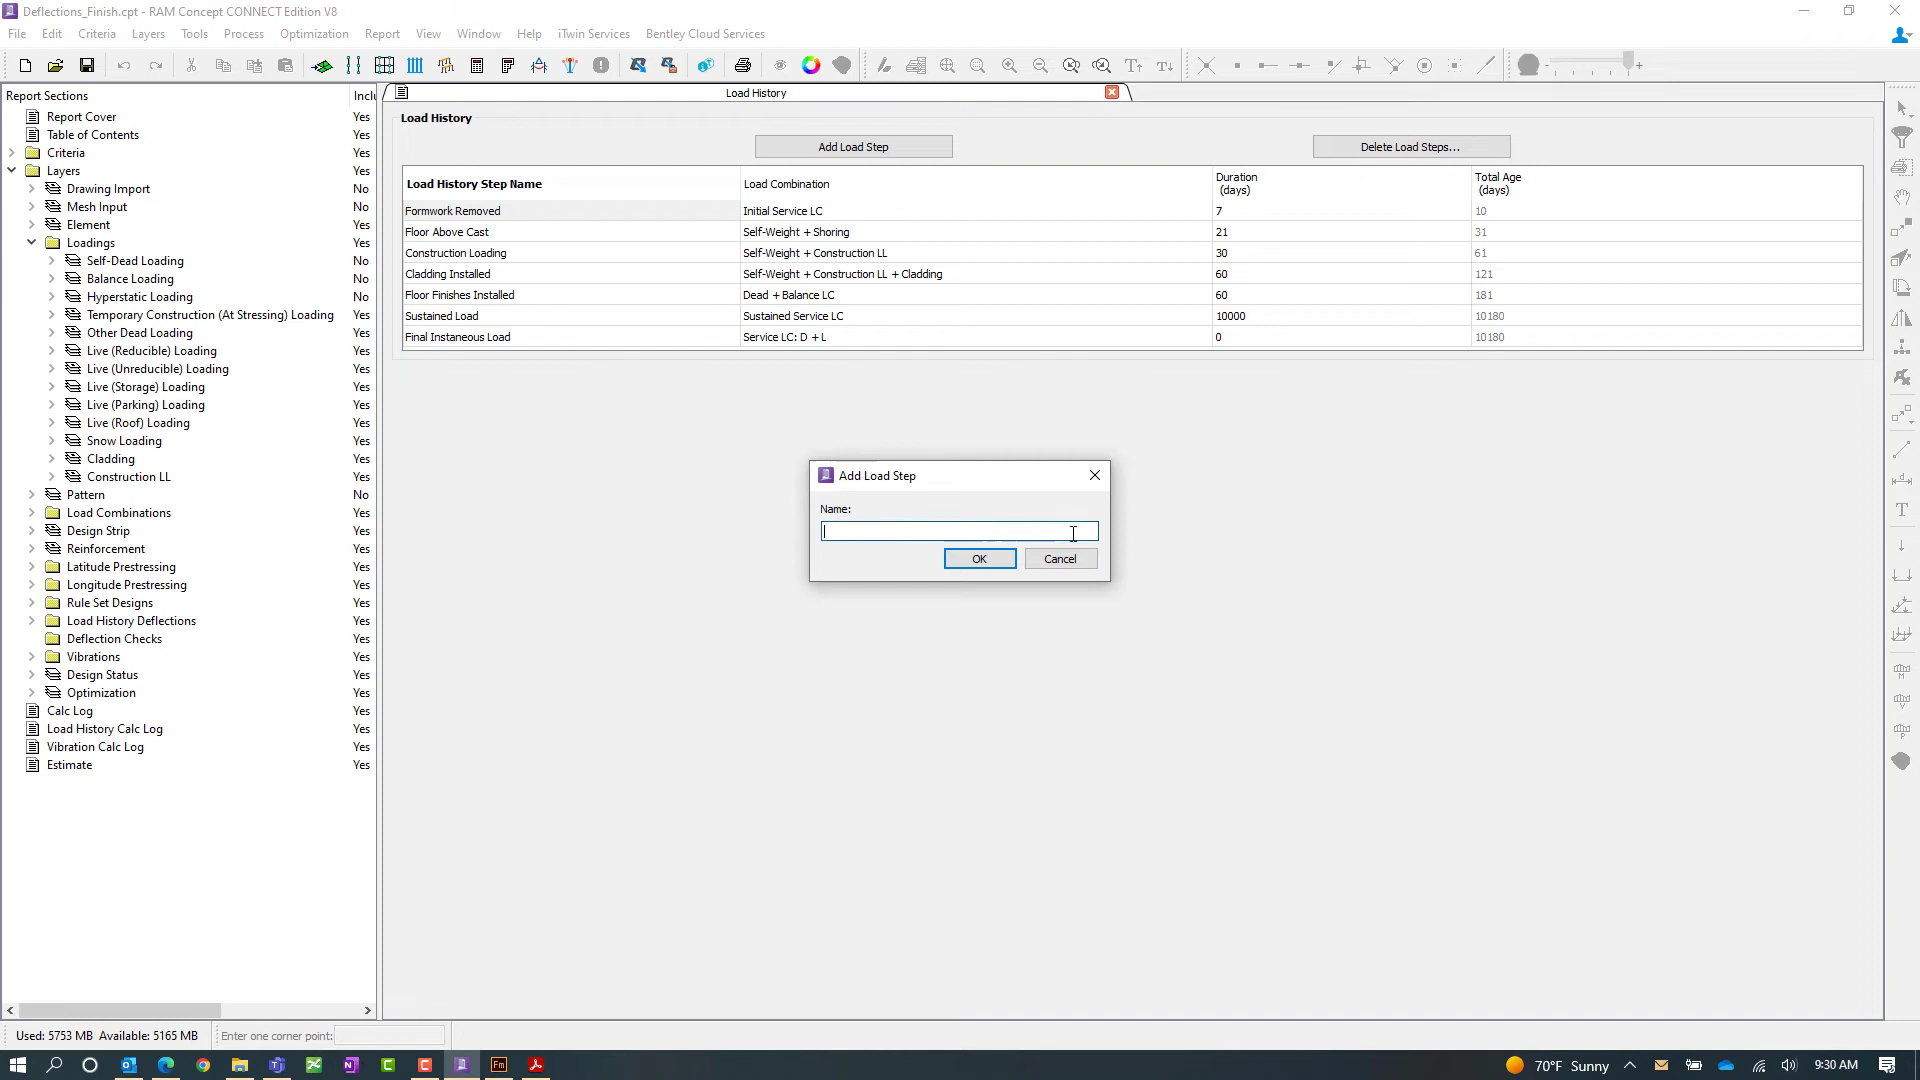 Deflections_Finish.cpt - RAM Concept CONNECT Edition V8
File Edit Criteria Layers Tools Process Optimization Report View Window Help iTwin Services Bentley Cloud Services
Report Sections Inclu
Report Cover Yes
Table of Contents Yes
Criteria Yes
Layers Yes
Drawing Import No
Mesh Input No
Element Yes
Loadings Yes
Self-Dead Loading No
Balance Loading No
Hyperstatic Loading No
Temporary Construction (At Stressing) Loading Yes
Other Dead Loading Yes
Live (Reducible) Loading Yes
Live (Unreducible) Loading Yes
Live (Storage) Loading Yes
Live (Parking) Loading Yes
Live (Roof) Loading Yes
Snow Loading Yes
Cladding Yes
Construction LL Yes
Pattern No
Load Combinations Yes
Design Strip Yes
Reinforcement Yes
Latitude Prestressing Yes
Longitude Prestressing Yes
Rule Set Designs Yes
Load History Deflections Yes
Deflection Checks Yes
Vibrations Yes
Design Status Yes
Optimization Yes
Calc Log Yes
Load History Calc Log Yes
Vibration Calc Log Yes
Estimate Yes
Load History
Load History
Add Load Step Delete Load Steps...
Load History Step Name Load Combination Duration (days) Total Age (days)
Formwork Removed Initial Service LC 7 10
Floor Above Cast Self-Weight + Shoring 21 31
Construction Loading Self-Weight + Construction LL 30 61
Cladding Installed Self-Weight + Construction LL + Cladding 60 121
Floor Finishes Installed Dead + Balance LC 60 181
Sustained Load Sustained Service LC 10000 10180
Final Instaneous Load Service LC: D + L 0 10180
Add Load Step
Name:
OK Cancel
Used: 5753 MB Available: 5165 MB Enter one corner point:
70°F Sunny 9:30 AM